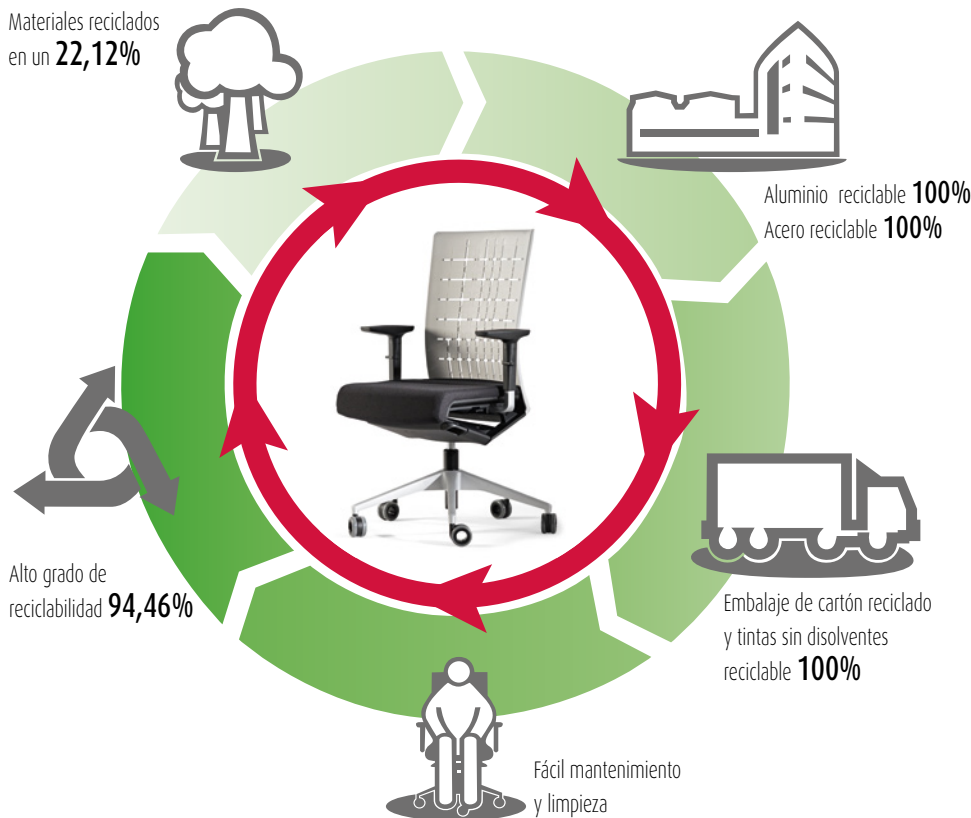 Materiales reciclados
en un 22,12%
Aluminio reciclable 100%
Acero reciclable 100%
Embalaje de cartón reciclado
y tintas sin disolventes
reciclable 100%
Fácil mantenimiento
y limpieza
Alto grado de
reciclabilidad 94,46%